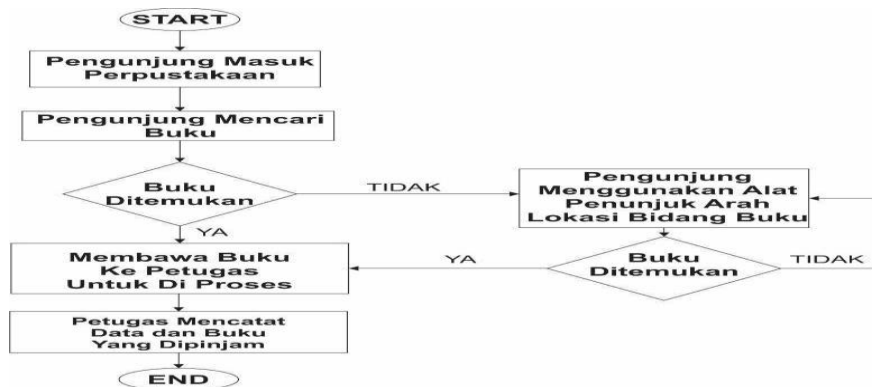 START
Pengunjung Masuk
Perpustakaan
Pengunjung Mencari
Buku
Buku
Ditemukan
TIDAK
Pengunjung
Menggunakan Alat
Penunjuk Arah
Lokasi Bidang Buku
YA
Membawa Buku
Ke Petugas
Untuk Di Proses
YA
Buku
Ditemukan
TIDAK
Petugas Mencatat
Data dan Buku
Yang Dipinjam
END